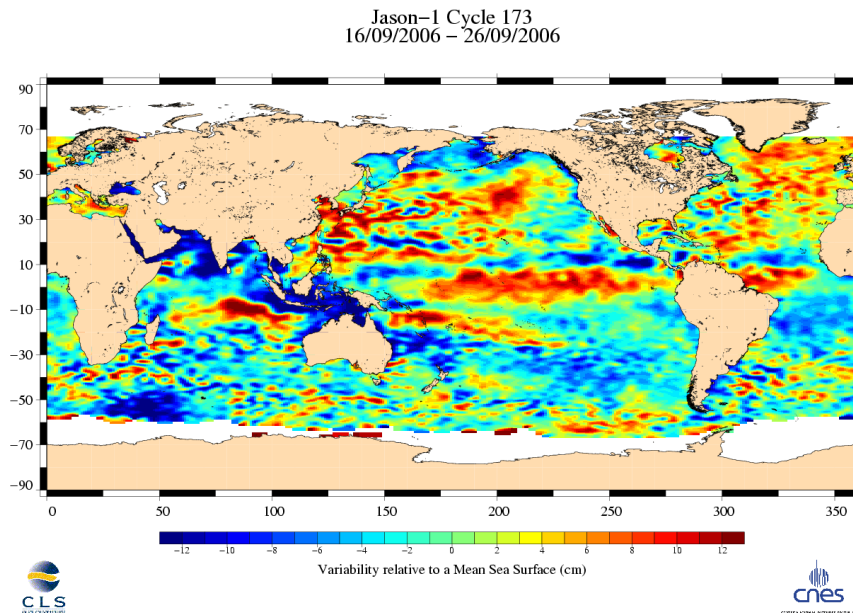 Jason−1 Cycle 173
16/09/2006 − 26/09/2006
90
70
50
30
10
−10
−30
−50
−70
−90
0 50 100 150 200 250 300 350
−12 −10 −8 −6 −4 −2 0 2 4 6 8 10 12
Variability relative to a Mean Sea Surface (cm)
CLS
cnes